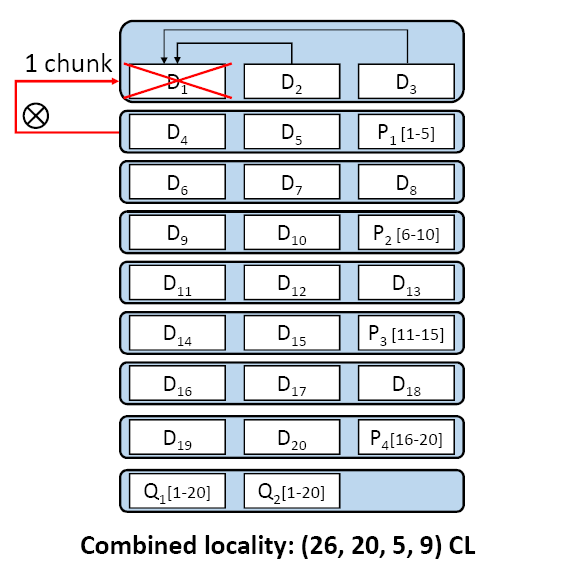 1 chunk
D₁ D₂ D₃
D₄ D₅ P₁ [1-5]
D₆ D₇ D₈
D₉ D₁₀ P₂ [6-10]
D₁₁ D₁₂ D₁₃
D₁₄ D₁₅ P₃ [11-15]
D₁₆ D₁₇ D₁₈
D₁₉ D₂₀ P₄[16-20]
Q₁[1-20] Q₂[1-20]
Combined locality: (26, 20, 5, 9) CL